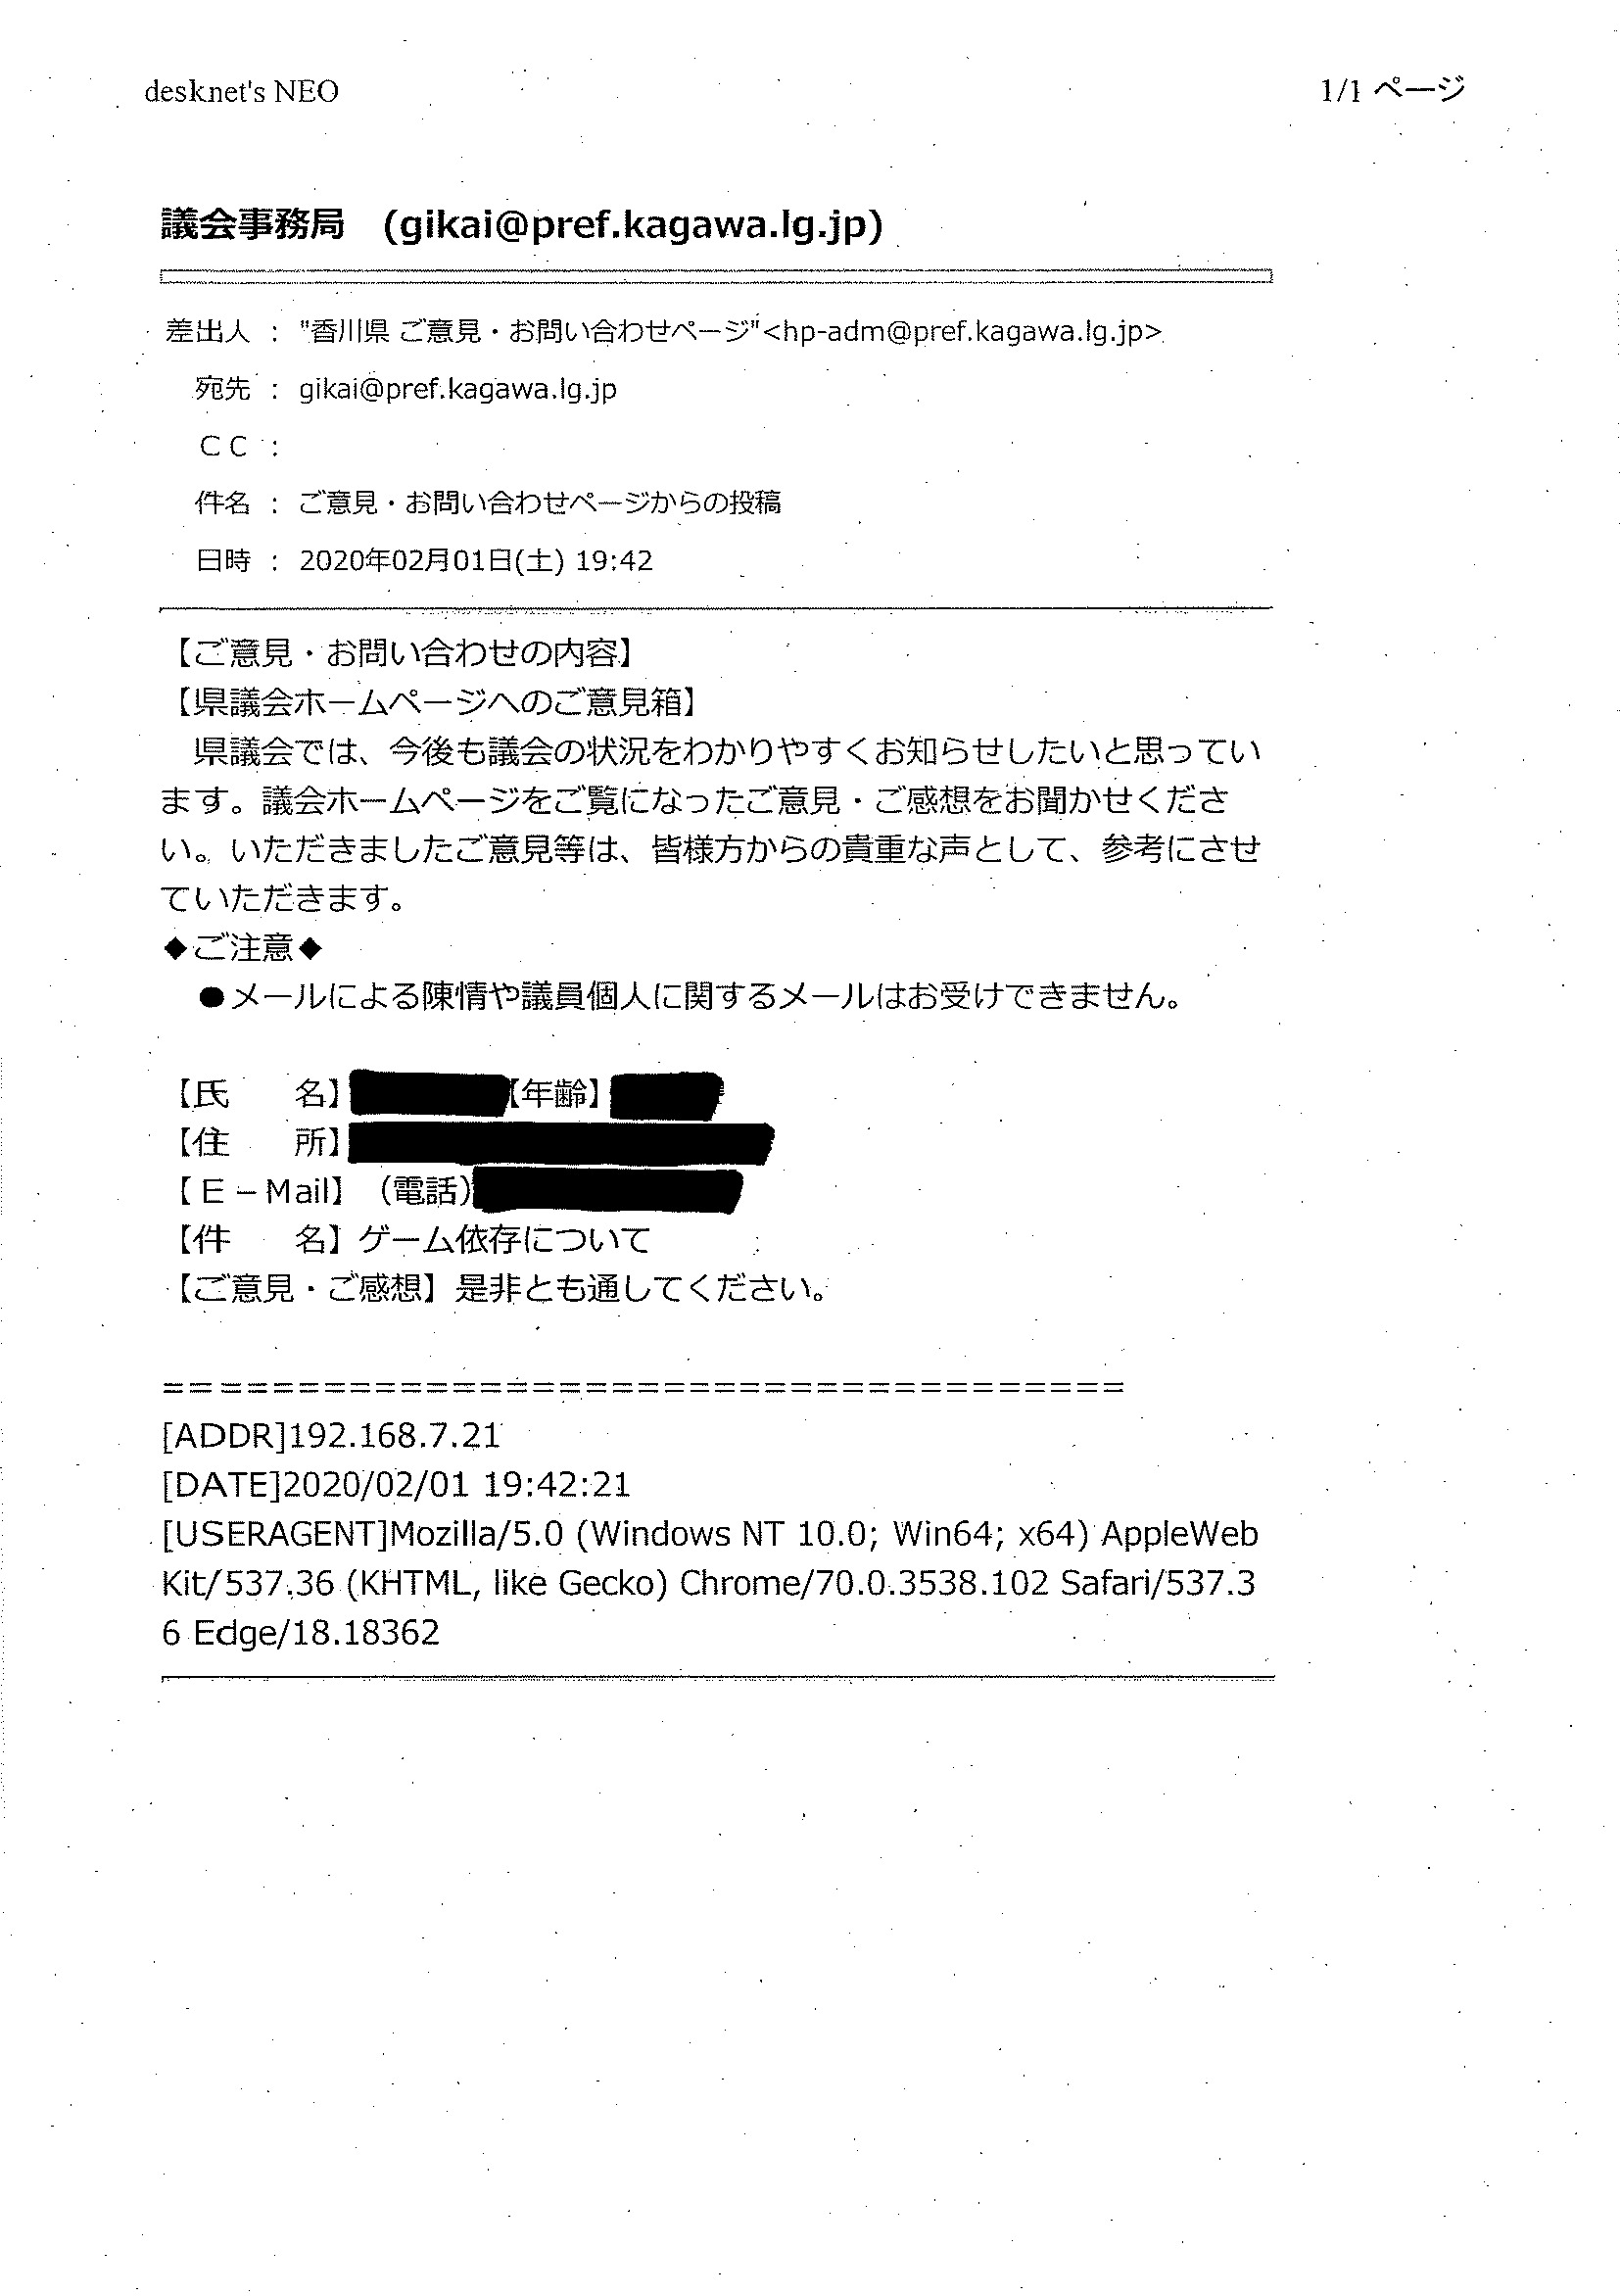 desknet's NEO
1/1 ページ
議会事務局　(gikai@pref.kagawa.lg.jp)
差出人 ： "香川県 ご意見・お問い合わせページ"<hp-adm@pref.kagawa.lg.jp>
宛先 ： gikai@pref.kagawa.lg.jp
ＣＣ ：
件名 ： ご意見・お問い合わせページからの投稿
日時 ： 2020年02月01日(土) 19:42
【ご意見・お問い合わせの内容】
【県議会ホームページへのご意見箱】
　県議会では、今後も議会の状況をわかりやすくお知らせしたいと思ってい
ます。議会ホームページをご覧になったご意見・ご感想をお聞かせくださ
い。いただきましたご意見等は、皆様方からの貴重な声として、参考にさせ
ていただきます。
◆ご注意◆
　●メールによる陳情や議員個人に関するメールはお受けできません。
【氏　　名】【年齢】
【住　　所】
【Ｅ－Mail】（電話）
【件　　名】ゲーム依存について
【ご意見・ご感想】是非とも通してください。
=====================================
[ADDR]192.168.7.21
[DATE]2020/02/01 19:42:21
[USERAGENT]Mozilla/5.0 (Windows NT 10.0; Win64; x64) AppleWeb
Kit/537.36 (KHTML, like Gecko) Chrome/70.0.3538.102 Safari/537.3
6 Edge/18.18362